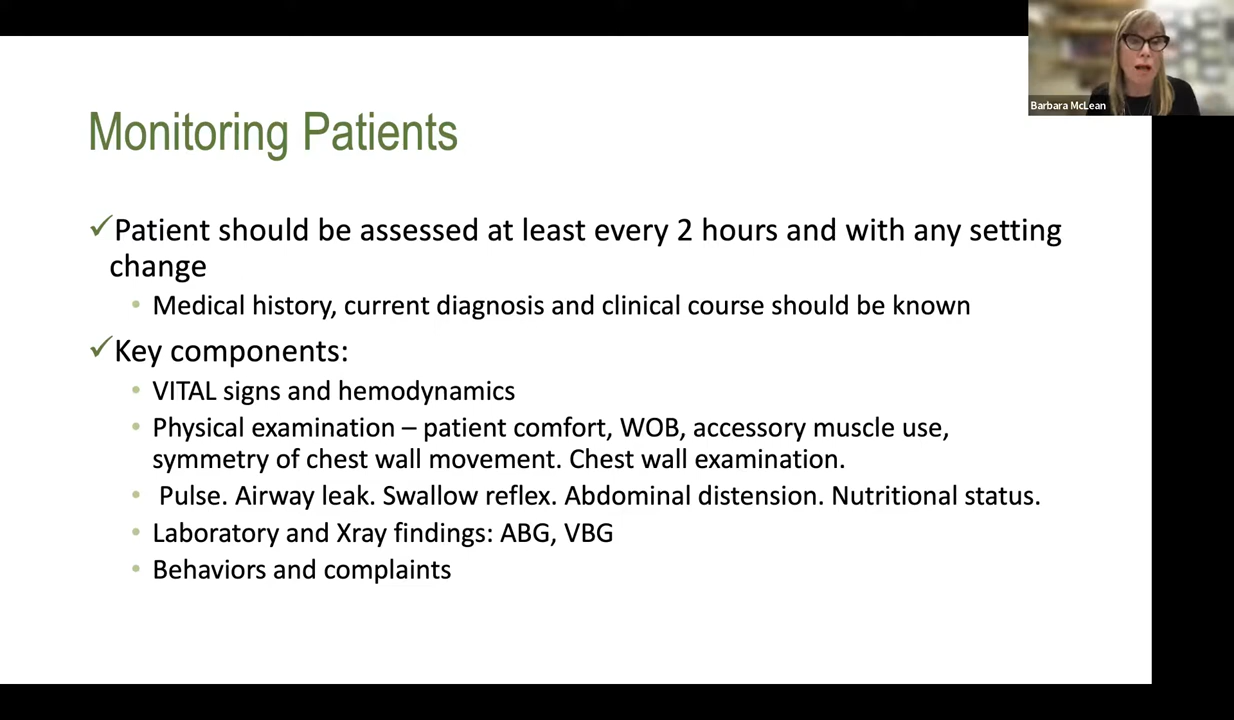 Barbara McLean
Monitoring Patients
✓Patient should be assessed at least every 2 hours and with any setting
change
• Medical history, current diagnosis and clinical course should be known
✓Key components:
• VITAL signs and hemodynamics
• Physical examination – patient comfort, WOB, accessory muscle use,
symmetry of chest wall movement. Chest wall examination.
• Pulse. Airway leak. Swallow reflex. Abdominal distension. Nutritional status.
• Laboratory and Xray findings: ABG, VBG
• Behaviors and complaints